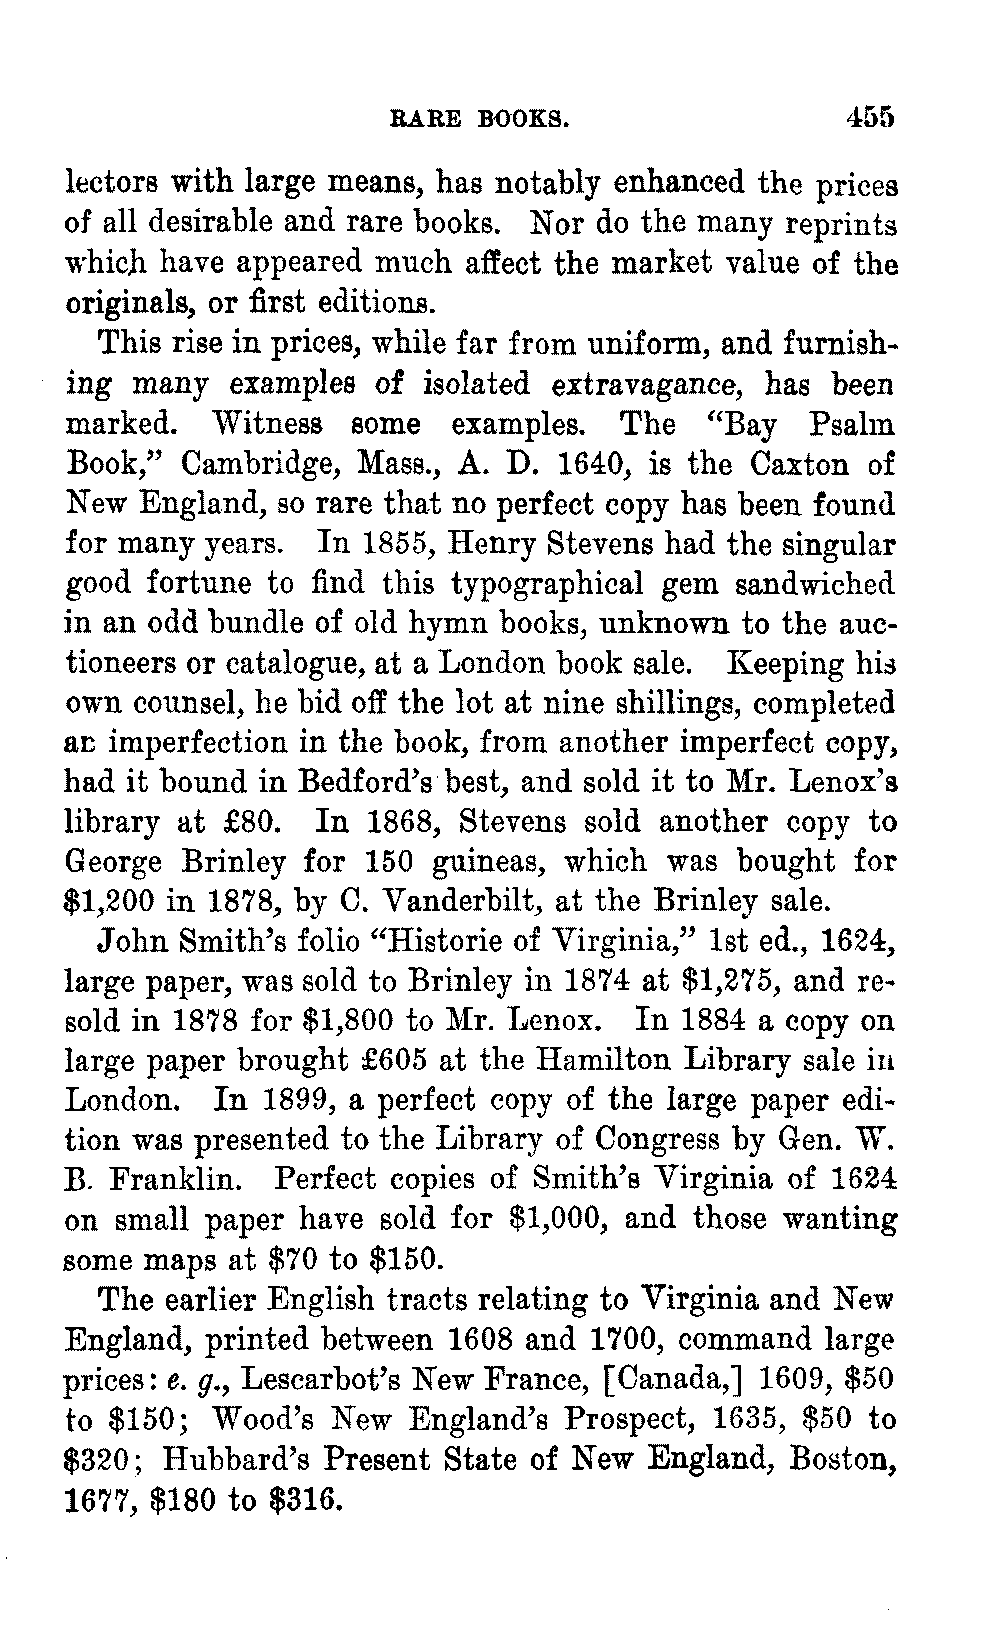 RARE BOOKS. 455
lectors with large means, has notably enhanced the prices
of all desirable and rare books. Nor do the many reprints
which have appeared much affect the market value of the
originals, or first editions.
This rise in prices, while far from uniform, and furnish-
ing many examples of isolated extravagance, has been
marked. Witness some examples. The “Bay Psalm
Book,” Cambridge, Mass., A. D. 1640, is the Caxton of
New England, so rare that no perfect copy has been found
for many years. In 1855, Henry Stevens had the singular
good fortune to find this typographical gem sandwiched
in an odd bundle of old hymn books, unknown to the auc-
tioneers or catalogue, at a London book sale. Keeping his
own counsel, he bid off the lot at nine shillings, completed
an imperfection in the book, from another imperfect copy,
had it bound in Bedford’s best, and sold it to Mr. Lenox’s
library at £80. In 1868, Stevens sold another copy to
George Brinley for 150 guineas, which was bought for
$1,200 in 1878, by C. Vanderbilt, at the Brinley sale.
John Smith’s folio “Historie of Virginia,” 1st ed., 1624,
large paper, was sold to Brinley in 1874 at $1,275, and re-
sold in 1878 for $1,800 to Mr. Lenox. In 1884 a copy on
large paper brought £605 at the Hamilton Library sale in
London. In 1899, a perfect copy of the large paper edi-
tion was presented to the Library of Congress by Gen. W.
B. Franklin. Perfect copies of Smith’s Virginia of 1624
on small paper have sold for $1,000, and those wanting
some maps at $70 to $150.
The earlier English tracts relating to Virginia and New
England, printed between 1608 and 1700, command large
prices: e. g., Lescarbot’s New France, [Canada,] 1609, $50
to $150; Wood’s New England’s Prospect, 1635, $50 to
$320; Hubbard’s Present State of New England, Boston,
1677, $180 to $316.